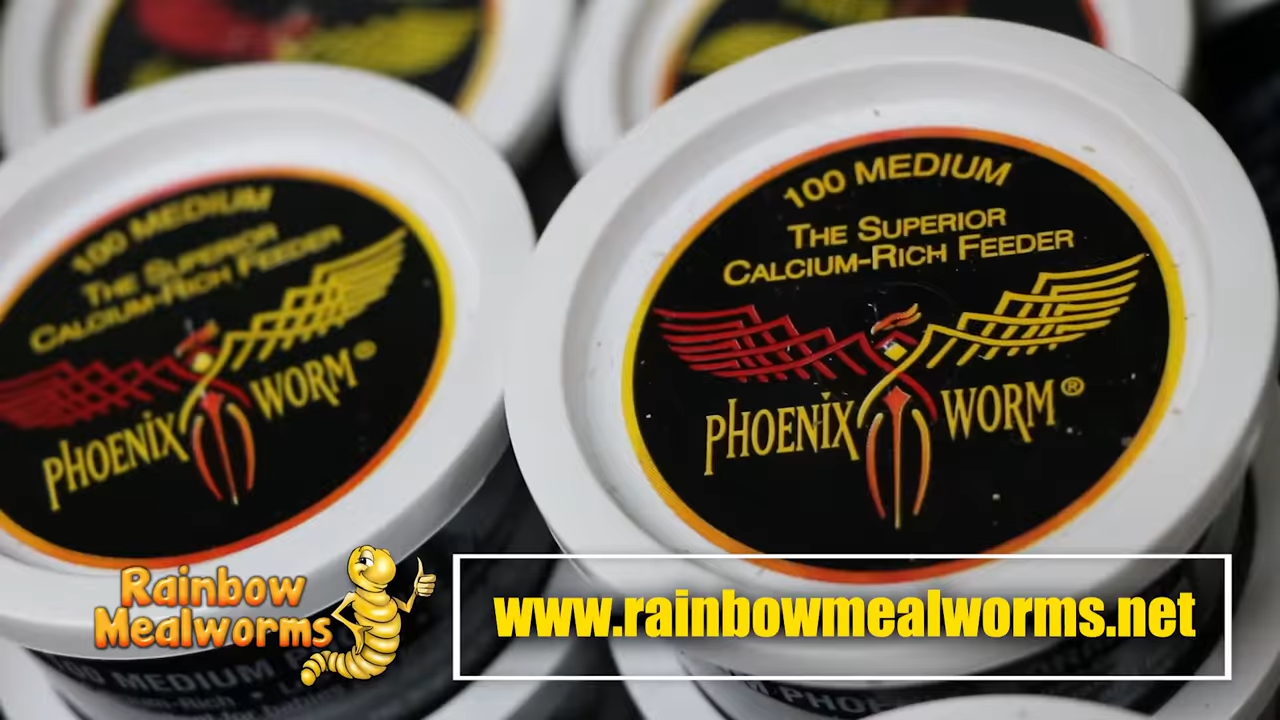 100 MEDIUM
THE SUPERIOR
CALCIUM-RICH FEEDER
PHOENIX WORM®
100 MEDIUM
THE SUPERIOR
CALCIUM-RICH FEEDER
PHOENIX WORM®
Rainbow
Mealworms
www.rainbowmealworms.net
100 MEDIUM